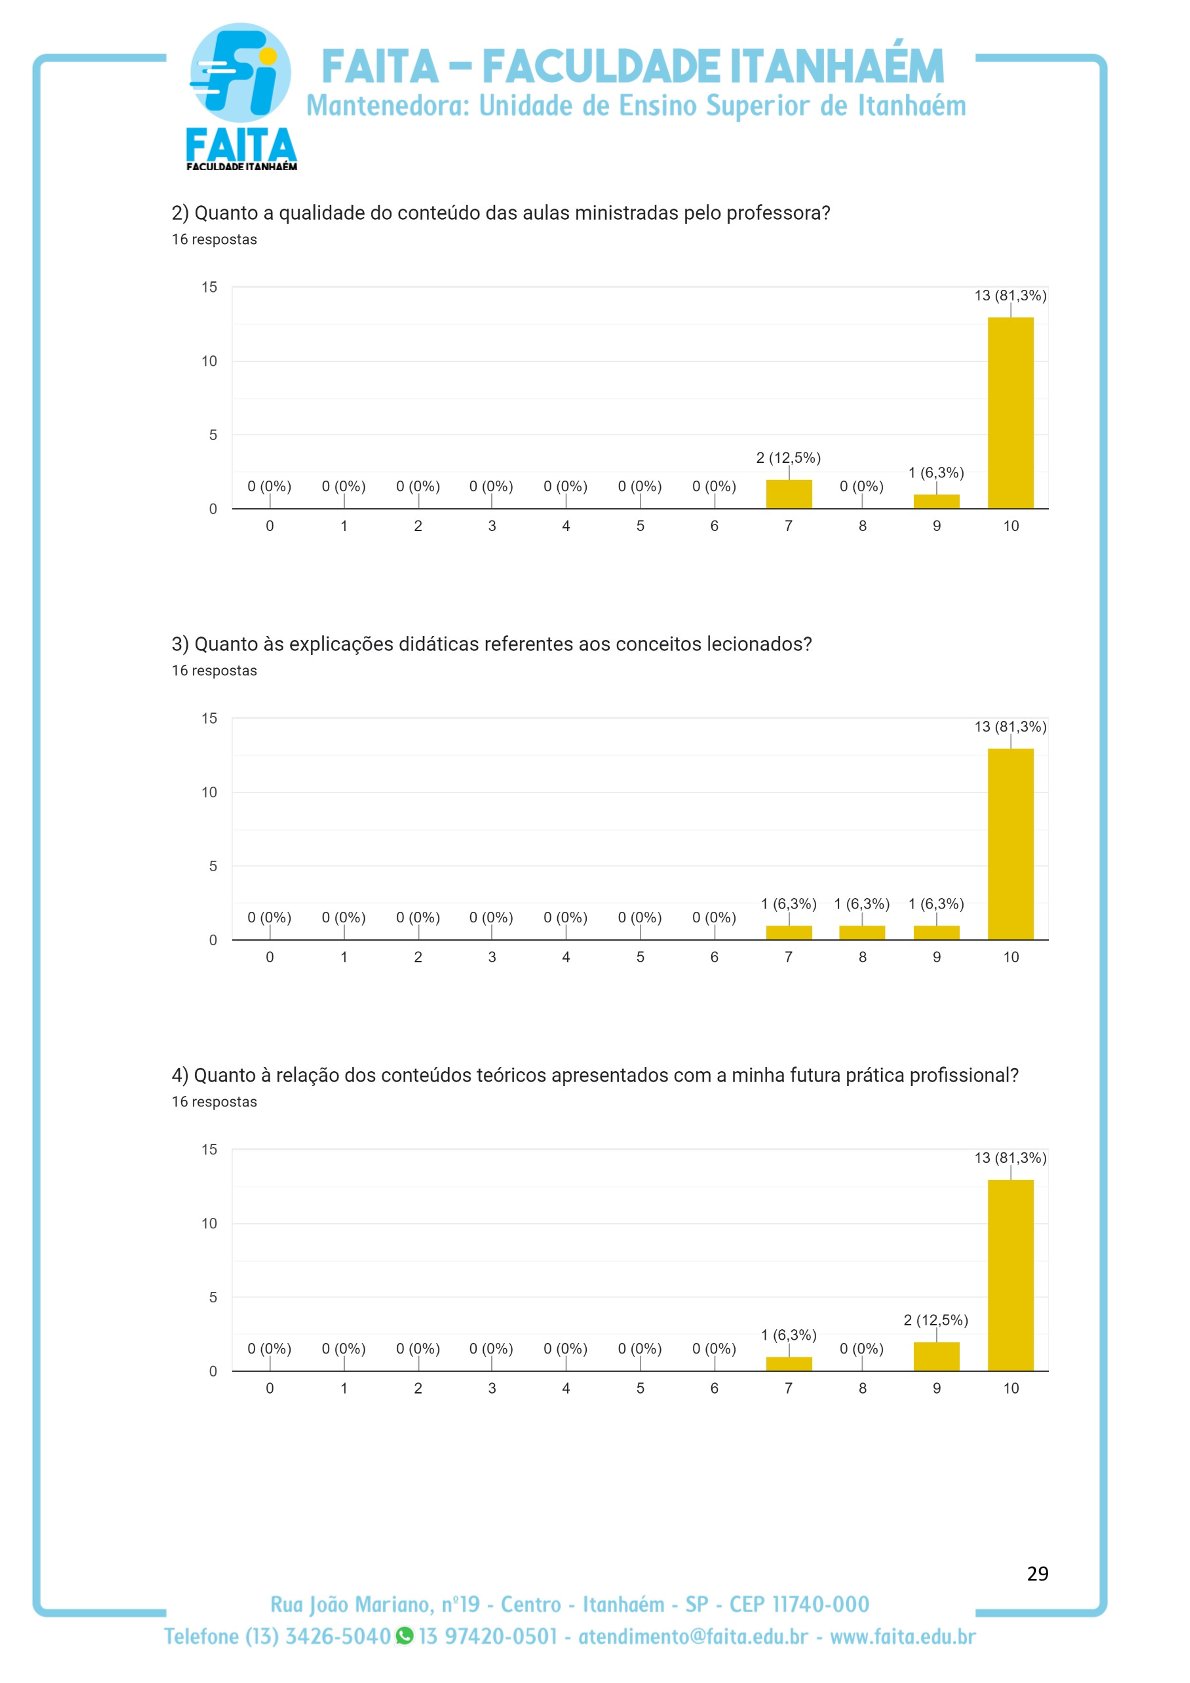 FAITA – FACULDADE ITANHAÉM
Mantenedora: Unidade de Ensino Superior de Itanhaém
Fi
FAITA
FACULDADE ITANHAÉM
2) Quanto a qualidade do conteúdo das aulas ministradas pelo professora?
16 respostas
15
13 (81,3%)
10
5
2 (12,5%)
1 (6,3%)
0 (0%) 0 (0%) 0 (0%) 0 (0%) 0 (0%) 0 (0%) 0 (0%) 0 (0%)
0
0 1 2 3 4 5 6 7 8 9 10
3) Quanto às explicações didáticas referentes aos conceitos lecionados?
16 respostas
15
13 (81,3%)
10
5
1 (6,3%) 1 (6,3%) 1 (6,3%)
0 (0%) 0 (0%) 0 (0%) 0 (0%) 0 (0%) 0 (0%) 0 (0%)
0
0 1 2 3 4 5 6 7 8 9 10
4) Quanto à relação dos conteúdos teóricos apresentados com a minha futura prática profissional?
16 respostas
15
13 (81,3%)
10
5
2 (12,5%)
1 (6,3%)
0 (0%) 0 (0%) 0 (0%) 0 (0%) 0 (0%) 0 (0%) 0 (0%) 0 (0%)
0
0 1 2 3 4 5 6 7 8 9 10
29
Rua João Mariano, nº19 - Centro - Itanhaém - SP - CEP 11740-000
Telefone (13) 3426-5040 13 97420-0501 - atendimento@faita.edu.br - www.faita.edu.br